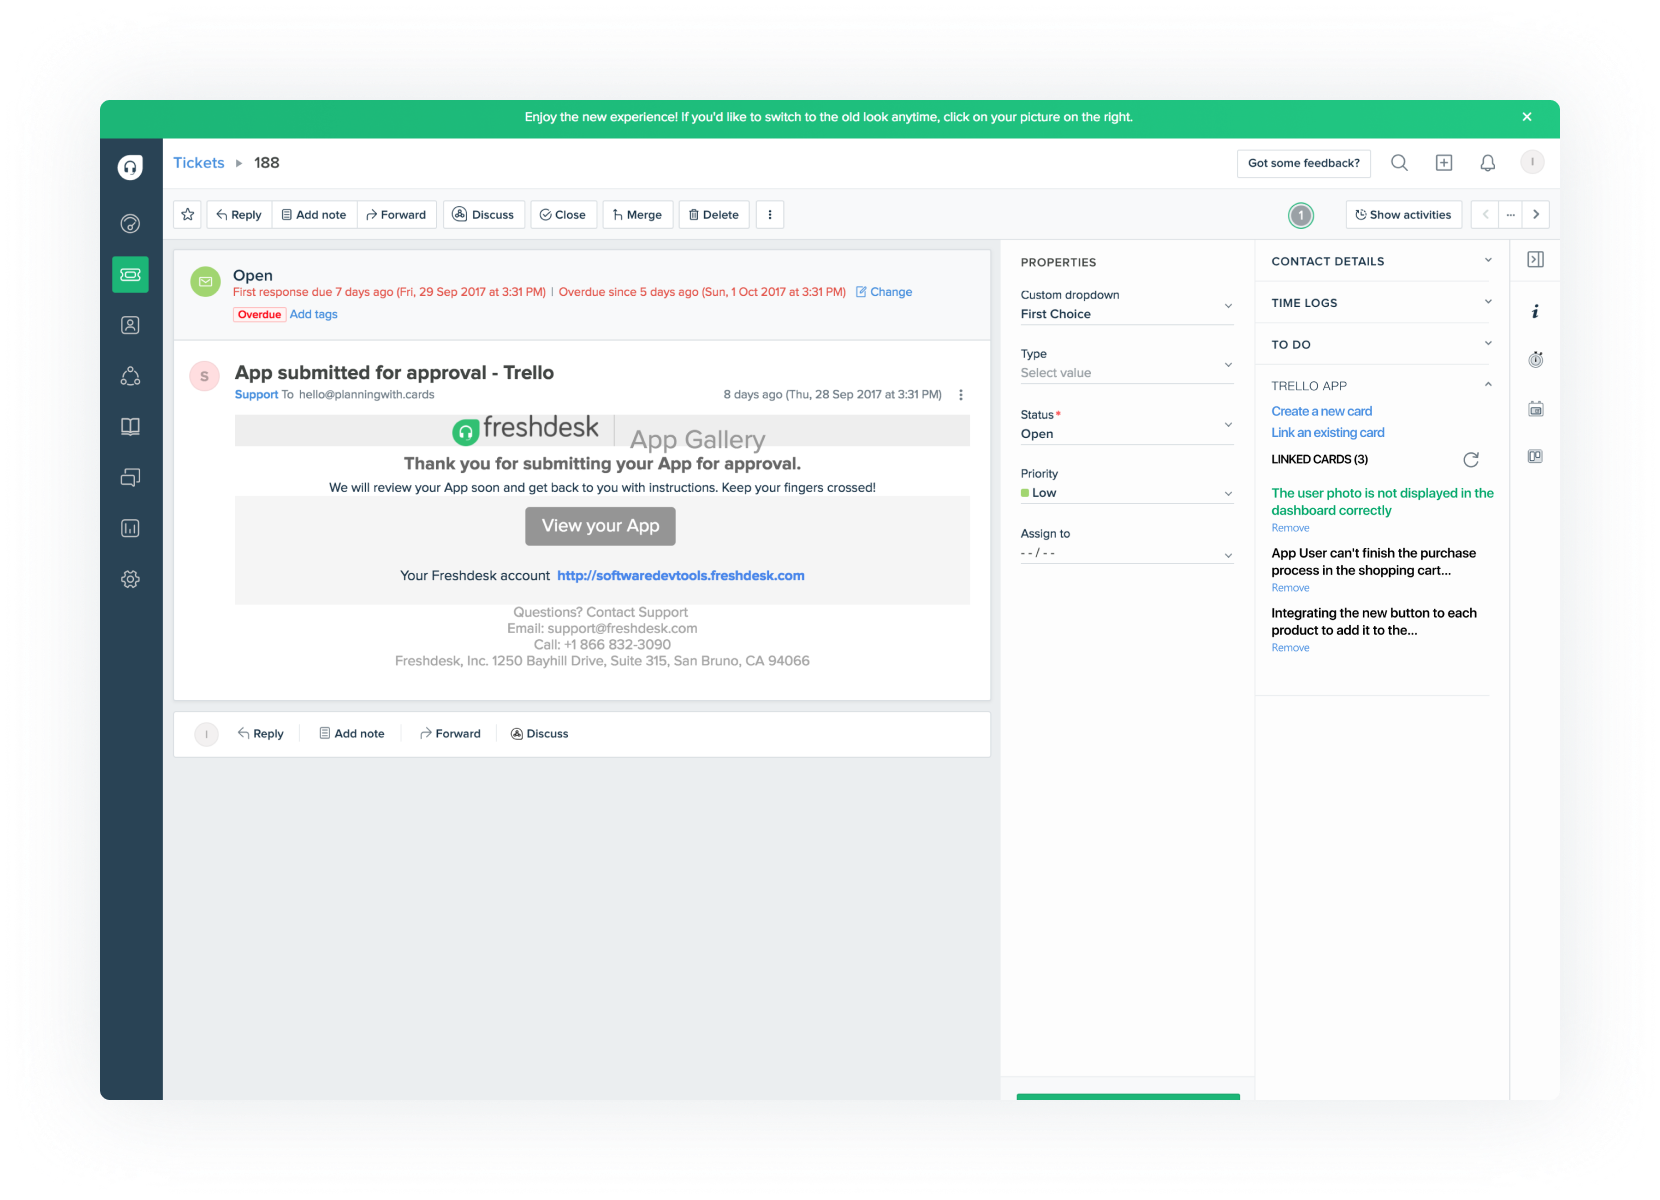 Enjoy the new experience! If you'd like to switch to the old look anytime, click on your picture on the right.
Tickets 188
Got some feedback?
I
Reply
Add note
Forward
Discuss
Close
Merge
Delete
1
Show activities
Open
First response due 7 days ago (Fri, 29 Sep 2017 at 3:31 PM) | Overdue since 5 days ago (Sun, 1 Oct 2017 at 3:31 PM) Change
Overdue Add tags
S
App submitted for approval - Trello
Support To hello@planningwith.cards
8 days ago (Thu, 28 Sep 2017 at 3:31 PM)
freshdesk App Gallery
Thank you for submitting your App for approval.
We will review your App soon and get back to you with instructions. Keep your fingers crossed!
View your App
Your Freshdesk account http://softwaredevtools.freshdesk.com
Questions? Contact Support
Email: support@freshdesk.com
Call: +1 866 832-3090
Freshdesk, Inc. 1250 Bayhill Drive, Suite 315, San Bruno, CA 94066
I
Reply
Add note
Forward
Discuss
PROPERTIES
Custom dropdown
First Choice
Type
Select value
Status*
Open
Priority
Low
Assign to
- - / - -
CONTACT DETAILS
TIME LOGS
TO DO
TRELLO APP
Create a new card
Link an existing card
LINKED CARDS (3)
The user photo is not displayed in the
dashboard correctly
Remove
App User can't finish the purchase
process in the shopping cart...
Remove
Integrating the new button to each
product to add it to the...
Remove